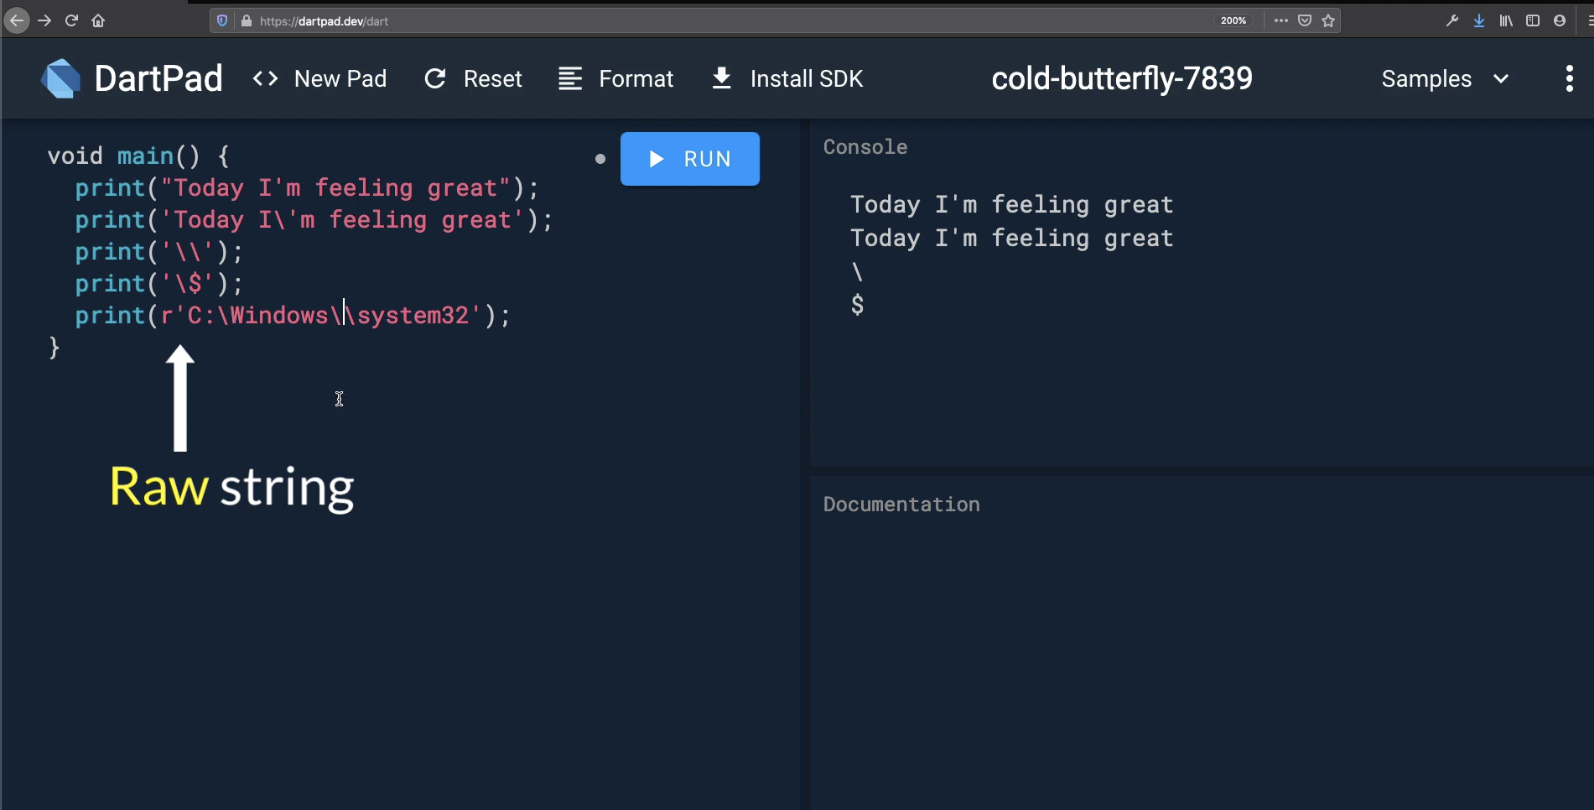 https://dartpad.dev/dart
200%
DartPad
<> New Pad
Reset
Format
Install SDK
cold-butterfly-7839
Samples
void main() {
  print("Today I'm feeling great");
  print('Today I\'m feeling great');
  print('\\');
  print('\$');
  print(r'C:\Windows\\system32');
}
RUN
Raw string
Console
Today I'm feeling great
Today I'm feeling great
\
$
Documentation